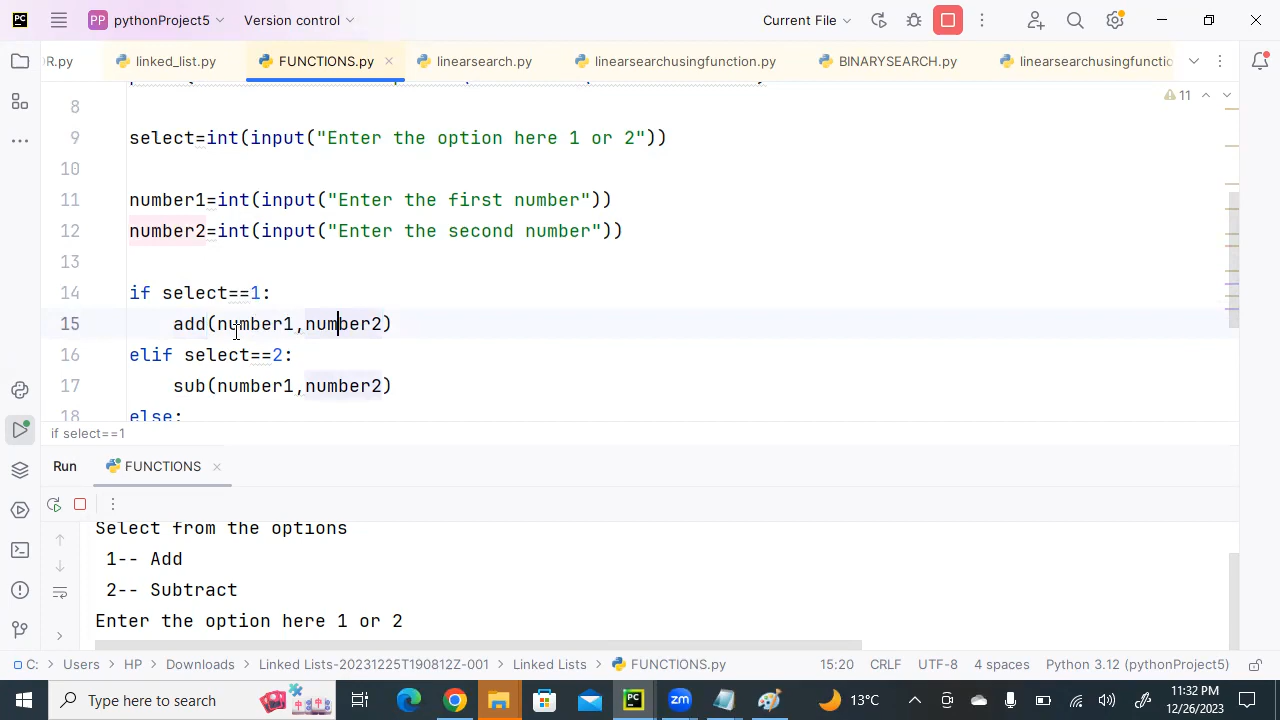 PC
PP pythonProject5
Version control
Current File
R.py
linked_list.py
FUNCTIONS.py
linearsearch.py
linearsearchusingfunction.py
BINARYSEARCH.py
linearsearchusingfunctio
8
11
9 select=int(input("Enter the option here 1 or 2"))
10
11 number1=int(input("Enter the first number"))
12 number2=int(input("Enter the second number"))
13
14 if select==1:
15 add(number1,number2)
16 elif select==2:
17 sub(number1,number2)
18 else:
if select==1
Run FUNCTIONS
Select from the options
1-- Add
2-- Subtract
Enter the option here 1 or 2
C: > Users > HP > Downloads > Linked Lists-20231225T190812Z-001 > Linked Lists > FUNCTIONS.py
15:20 CRLF UTF-8 4 spaces Python 3.12 (pythonProject5)
Type here to search
PC
zm
13°C
11:32 PM
12/26/2023